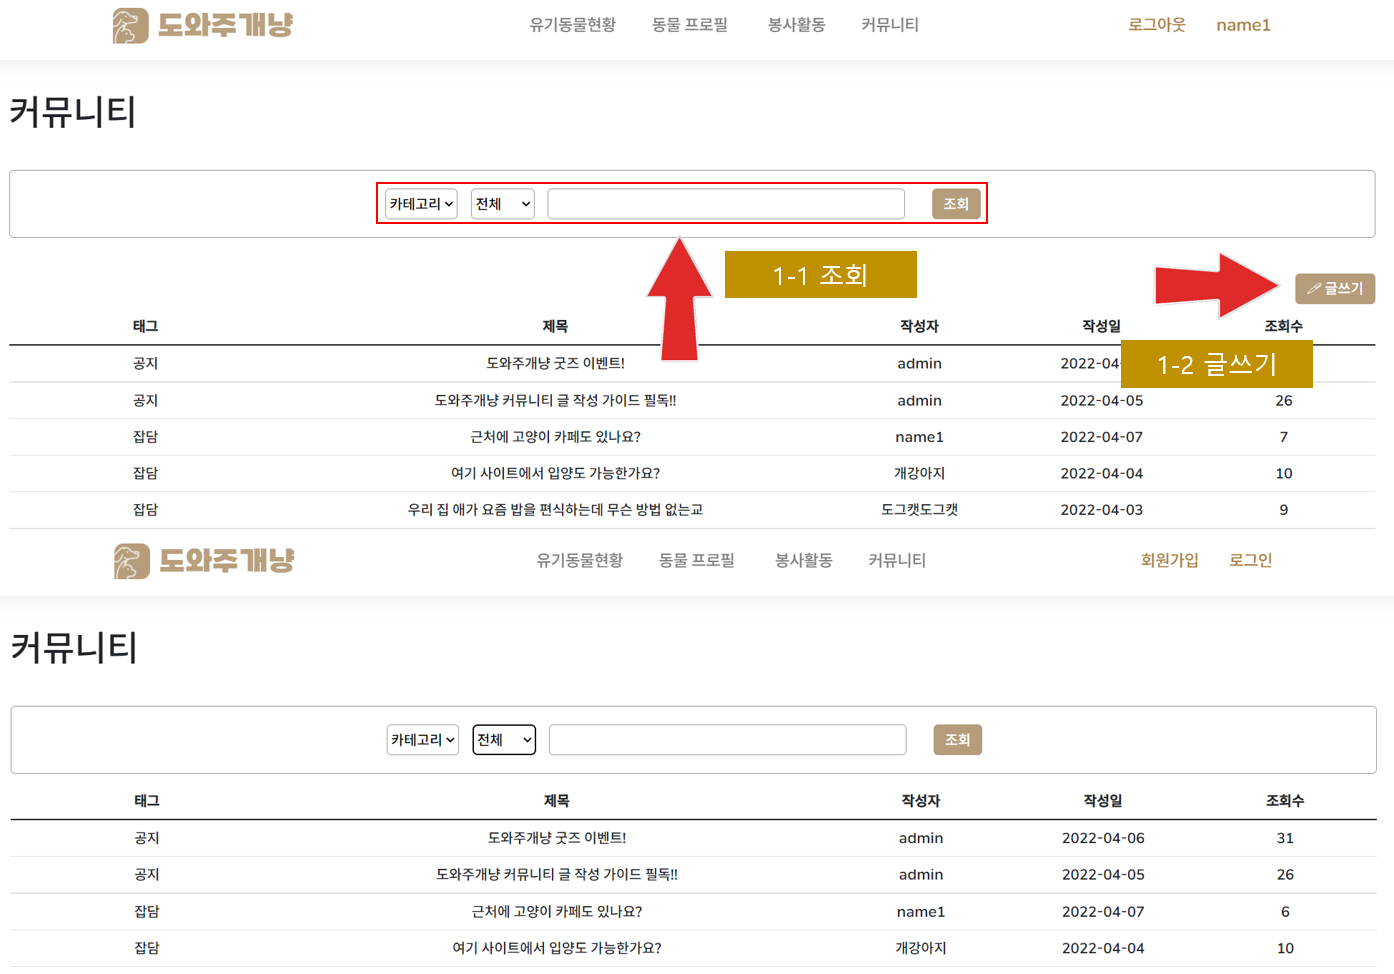 도와주개냥 유기동물현황 동물 프로필 봉사활동 커뮤니티 로그아웃 name1
커뮤니티
카테고리 전체 조회
1-1 조회
글쓰기
태그 제목 작성자 작성일 조회수
공지 도와주개냥 굿즈 이벤트! admin 2022-04-
1-2 글쓰기
공지 도와주개냥 커뮤니티 글 작성 가이드 필독!! admin 2022-04-05 26
잡담 근처에 고양이 카페도 있나요? name1 2022-04-07 7
잡담 여기 사이트에서 입양도 가능한가요? 개강아지 2022-04-04 10
잡담 우리 집 애가 요즘 밥을 편식하는데 무슨 방법 없는교 도그캣도그캣 2022-04-03 9
도와주개냥 유기동물현황 동물 프로필 봉사활동 커뮤니티 회원가입 로그인
커뮤니티
카테고리 전체 조회
태그 제목 작성자 작성일 조회수
공지 도와주개냥 굿즈 이벤트! admin 2022-04-06 31
공지 도와주개냥 커뮤니티 글 작성 가이드 필독!! admin 2022-04-05 26
잡담 근처에 고양이 카페도 있나요? name1 2022-04-07 6
잡담 여기 사이트에서 입양도 가능한가요? 개강아지 2022-04-04 10